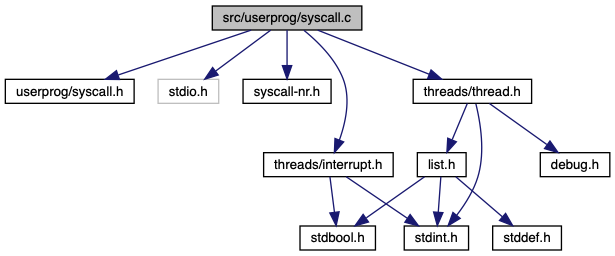 src/userprog/syscall.c
userprog/syscall.h
stdio.h
syscall-nr.h
threads/thread.h
threads/interrupt.h
list.h
debug.h
stdbool.h
stdint.h
stddef.h